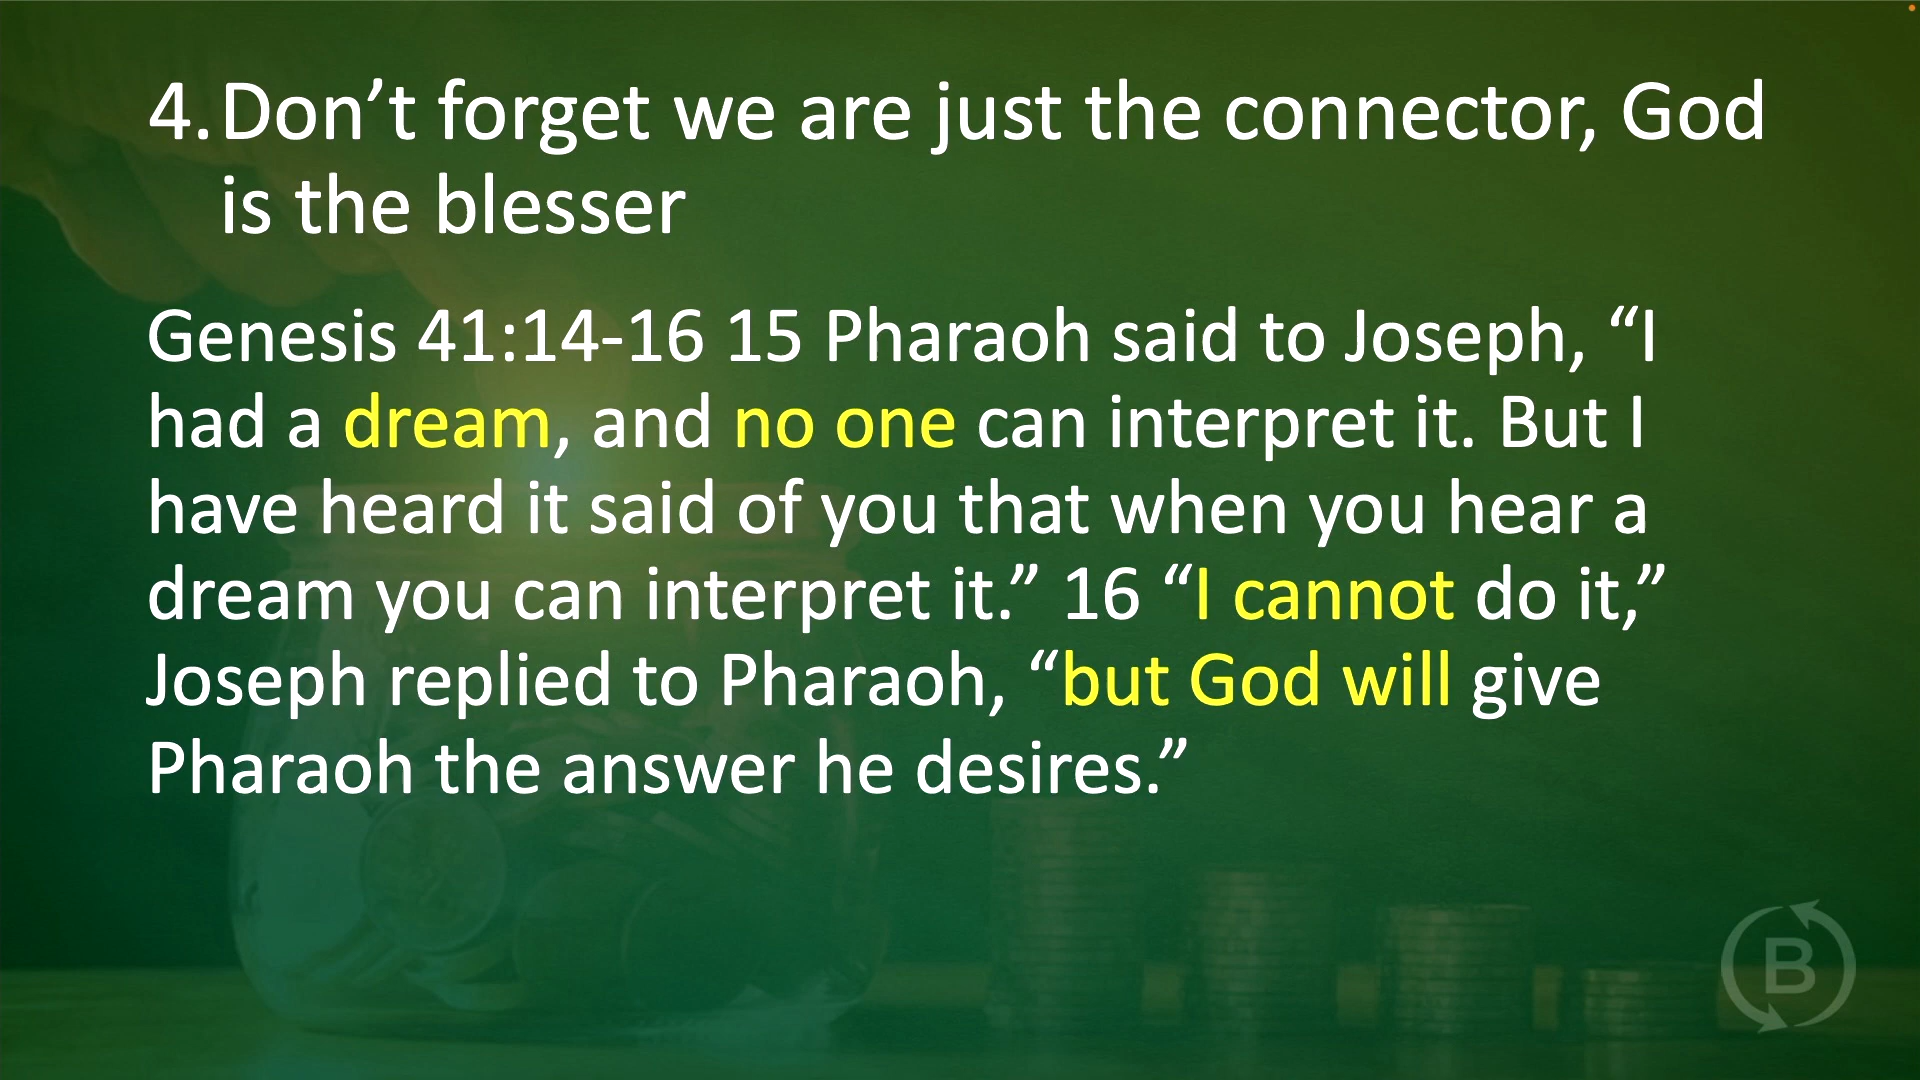 4. Don’t forget we are just the connector, God
is the blesser
Genesis 41:14-16 15 Pharaoh said to Joseph, “I
had a dream, and no one can interpret it. But I
have heard it said of you that when you hear a
dream you can interpret it.” 16 “I cannot do it,”
Joseph replied to Pharaoh, “but God will give
Pharaoh the answer he desires.”
B